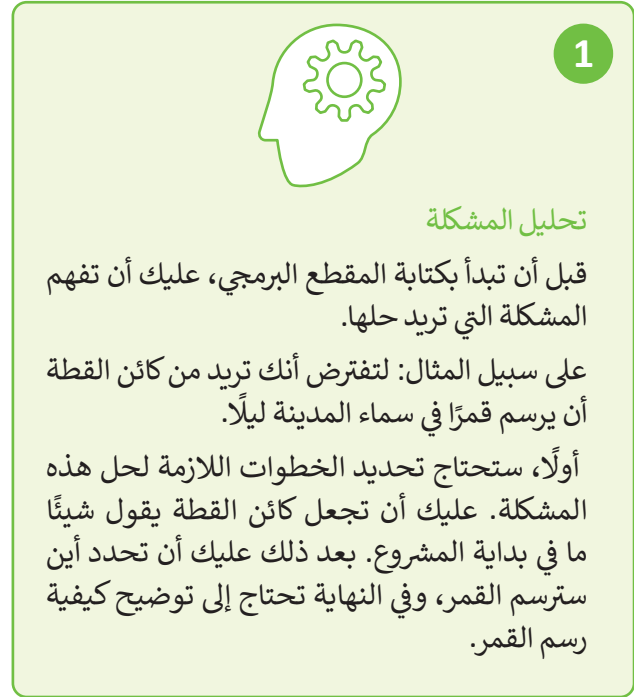 1
تحليل المشكلة
قبل أن تبدأ بكتابة المقطع البرمجي، عليك أن تفهم
المشكلة التي تريد حلها.
على سبيل المثال: لتفترض أنك تريد من كائن القطة
أن يرسم قمرًا في سماء المدينة ليلًا.
أولًا، ستحتاج تحديد الخطوات اللازمة لحل هذه
المشكلة. عليك أن تجعل كائن القطة يقول شيئًا
ما في بداية المشروع. بعد ذلك عليك أن تحدد أين
سترسم القمر، وفي النهاية تحتاج إلى توضيح كيفية
رسم القمر.